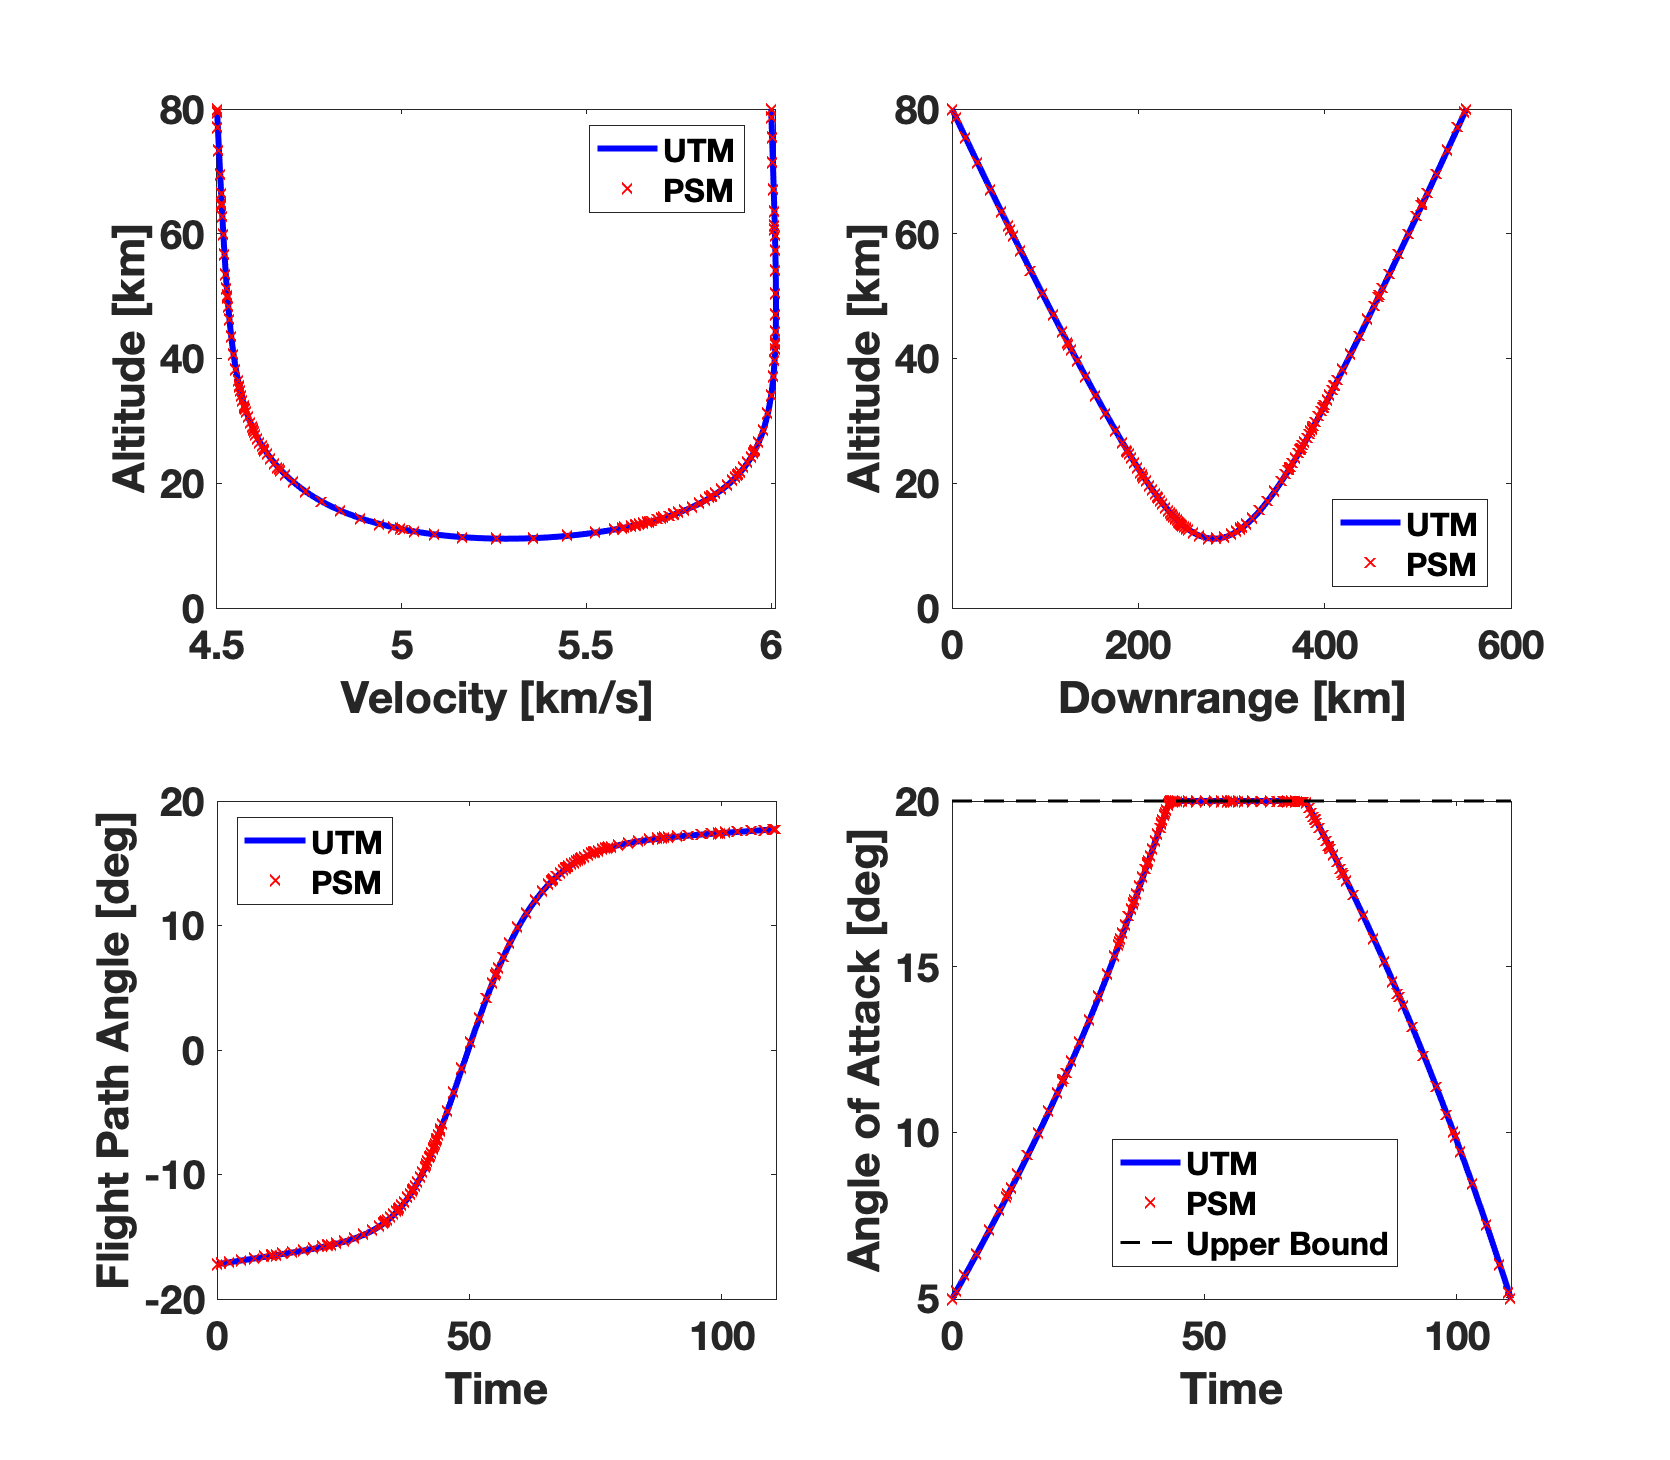 80
60
40
20
0
4.5
5
5.5
6
Altitude [km]
Velocity [km/s]
UTM
PSM
80
60
40
20
0
0
200
400
600
Altitude [km]
Downrange [km]
UTM
PSM
20
10
0
-10
-20
0
50
100
Flight Path Angle [deg]
Time
UTM
PSM
20
15
10
5
0
50
100
Angle of Attack [deg]
Time
UTM
PSM
Upper Bound